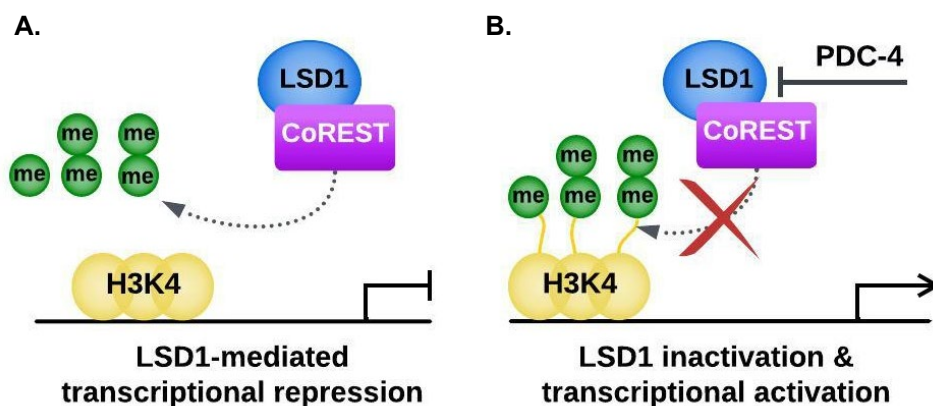 A.
LSD1
CoREST
me me
me me me
H3K4
LSD1-mediated
transcriptional repression
B.
PDC-4
LSD1
CoREST
me me
me me me
H3K4
LSD1 inactivation &
transcriptional activation